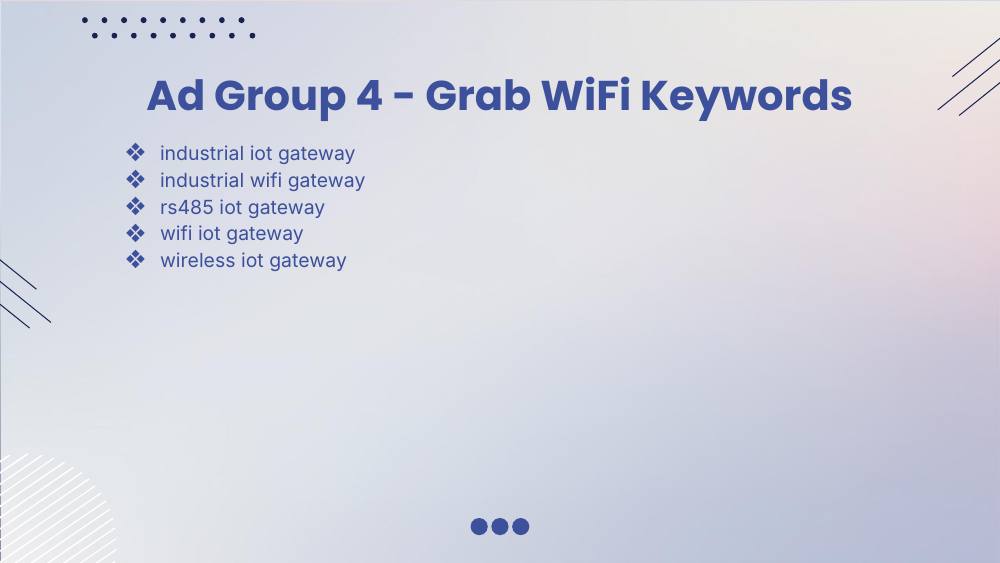 Ad Group 4 - Grab WiFi Keywords
❖ industrial iot gateway
❖ industrial wifi gateway
❖ rs485 iot gateway
❖ wifi iot gateway
❖ wireless iot gateway